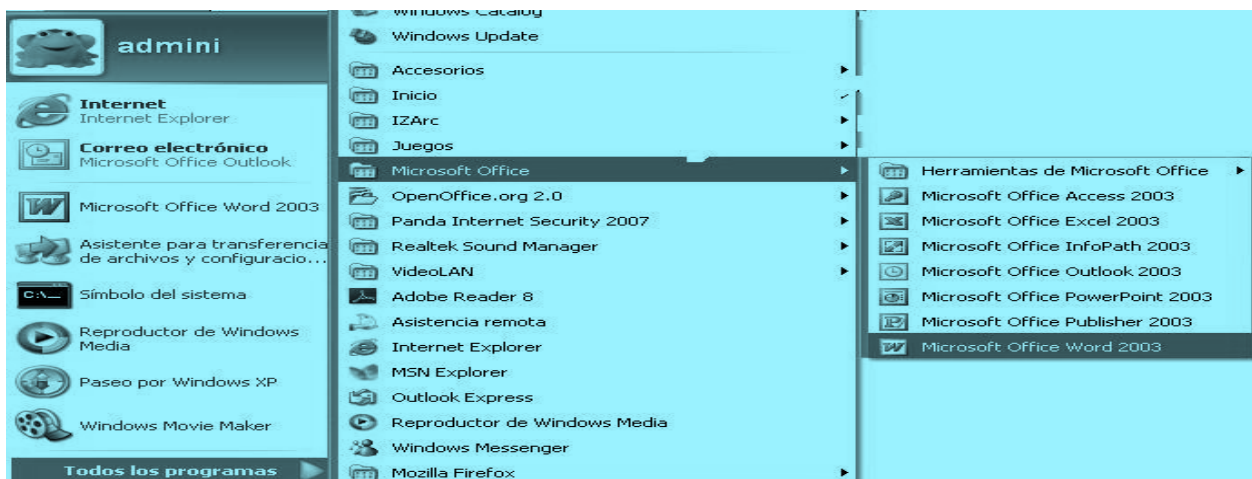 admini
Internet
Internet Explorer
Correo electrónico
Microsoft Office Outlook
Microsoft Office Word 2003
Asistente para transferencia
de archivos y configuracio...
C:\_
Símbolo del sistema
Reproductor de Windows
Media
Paseo por Windows XP
Windows Movie Maker
Todos los programas
Windows Catalog
Windows Update
Accesorios
Inicio
IZArc
Juegos
Microsoft Office
OpenOffice.org 2.0
Panda Internet Security 2007
Realtek Sound Manager
VideoLAN
Adobe Reader 8
Asistencia remota
Internet Explorer
MSN Explorer
Outlook Express
Reproductor de Windows Media
Windows Messenger
Mozilla Firefox
Herramientas de Microsoft Office
Microsoft Office Access 2003
Microsoft Office Excel 2003
Microsoft Office InfoPath 2003
Microsoft Office Outlook 2003
Microsoft Office PowerPoint 2003
Microsoft Office Publisher 2003
Microsoft Office Word 2003